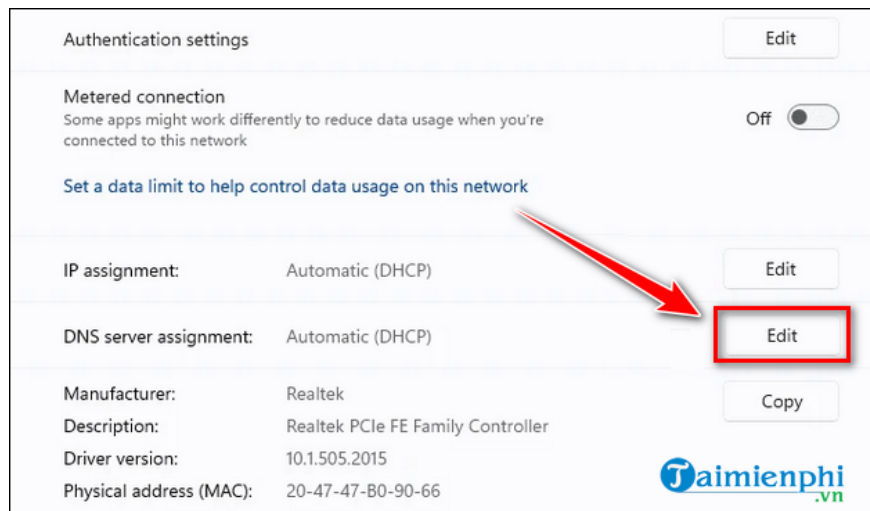 Authentication settings Edit
Metered connection
Some apps might work differently to reduce data usage when you're
connected to this network
Off
Set a data limit to help control data usage on this network
IP assignment: Automatic (DHCP) Edit
DNS server assignment: Automatic (DHCP) Edit
Manufacturer: Realtek Copy
Description: Realtek PCIe FE Family Controller
Driver version: 10.1.505.2015
Physical address (MAC): 20-47-47-B0-90-66
Taimienphi
.vn